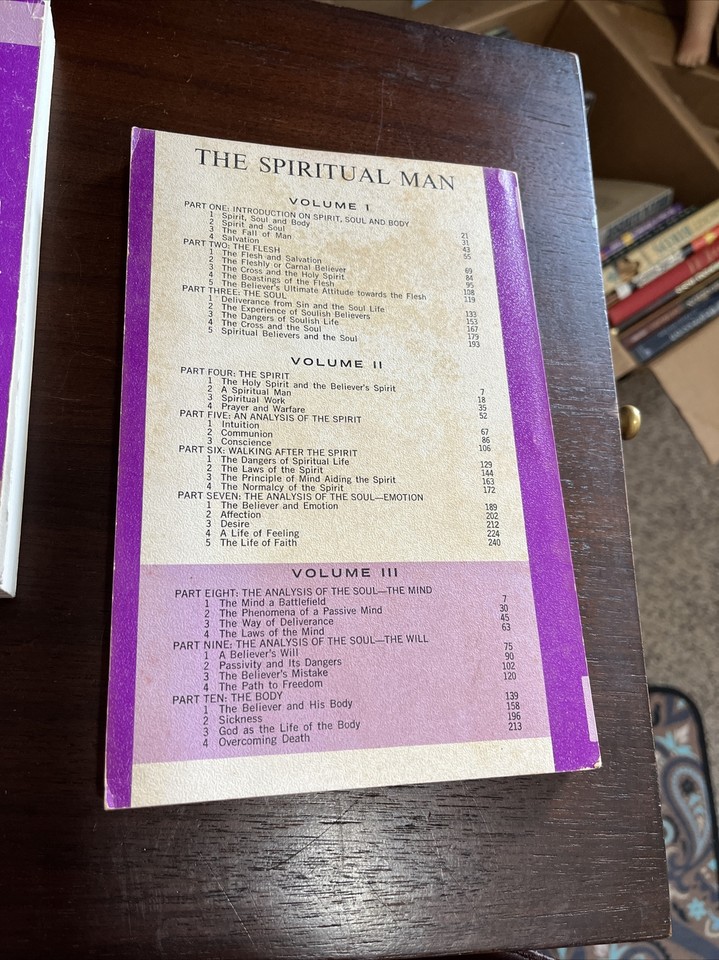 THE SPIRITUAL MAN
VOLUME I
PART ONE: INTRODUCTION ON SPIRIT, SOUL AND BODY
1 Spirit, Soul and Body 21
2 Spirit and Soul 31
3 The Fall of Man 43
4 Salvation 55
PART TWO: THE FLESH
1 The Flesh and Salvation 69
2 The Fleshly or Carnal Believer 84
3 The Cross and the Holy Spirit 95
4 The Boastings of the Flesh 108
5 The Believer's Ultimate Attitude towards the Flesh 119
PART THREE: THE SOUL
1 Deliverance from Sin and the Soul Life 133
2 The Experience of Soulish Believers 153
3 The Dangers of Soulish Life 167
4 The Cross and the Soul 179
5 Spiritual Believers and the Soul 193
VOLUME II
PART FOUR: THE SPIRIT
1 The Holy Spirit and the Believer's Spirit 7
2 A Spiritual Man 18
3 Spiritual Work 35
4 Prayer and Warfare 52
PART FIVE: AN ANALYSIS OF THE SPIRIT
1 Intuition 67
2 Communion 86
3 Conscience 106
PART SIX: WALKING AFTER THE SPIRIT
1 The Dangers of Spiritual Life 129
2 The Laws of the Spirit 144
3 The Principle of Mind Aiding the Spirit 163
4 The Normalcy of the Spirit 172
PART SEVEN: THE ANALYSIS OF THE SOUL—EMOTION
1 The Believer and Emotion 189
2 Affection 202
3 Desire 212
4 A Life of Feeling 224
5 The Life of Faith 240
VOLUME III
PART EIGHT: THE ANALYSIS OF THE SOUL—THE MIND
1 The Mind a Battlefield 7
2 The Phenomena of a Passive Mind 30
3 The Way of Deliverance 45
4 The Laws of the Mind 63
PART NINE: THE ANALYSIS OF THE SOUL—THE WILL
1 A Believer's Will 75
2 Passivity and Its Dangers 90
3 The Believer's Mistake 102
4 The Path to Freedom 120
PART TEN: THE BODY
1 The Believer and His Body 139
2 Sickness 158
3 God as the Life of the Body 196
4 Overcoming Death 213